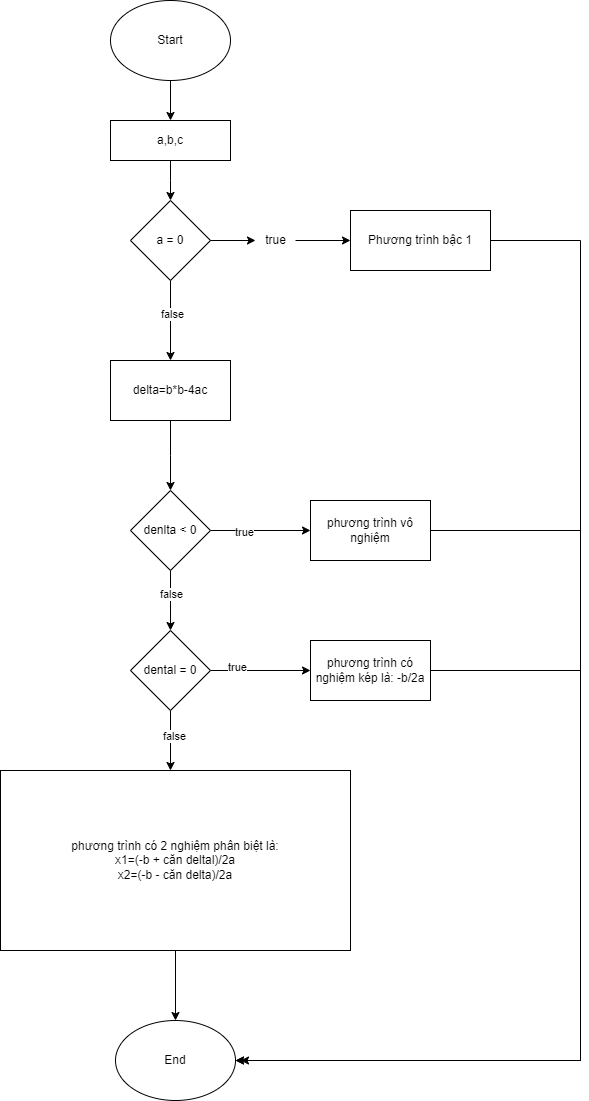 Start
a,b,c
a = 0
true
Phương trình bậc 1
false
delta=b*b-4ac
denlta < 0
true
phương trình vô
nghiệm
false
dental = 0
true
phương trình có
nghiệm kép là: -b/2a
false
phương trình có 2 nghiệm phân biệt là:
x1=(-b + căn deltal)/2a
x2=(-b - căn delta)/2a
End